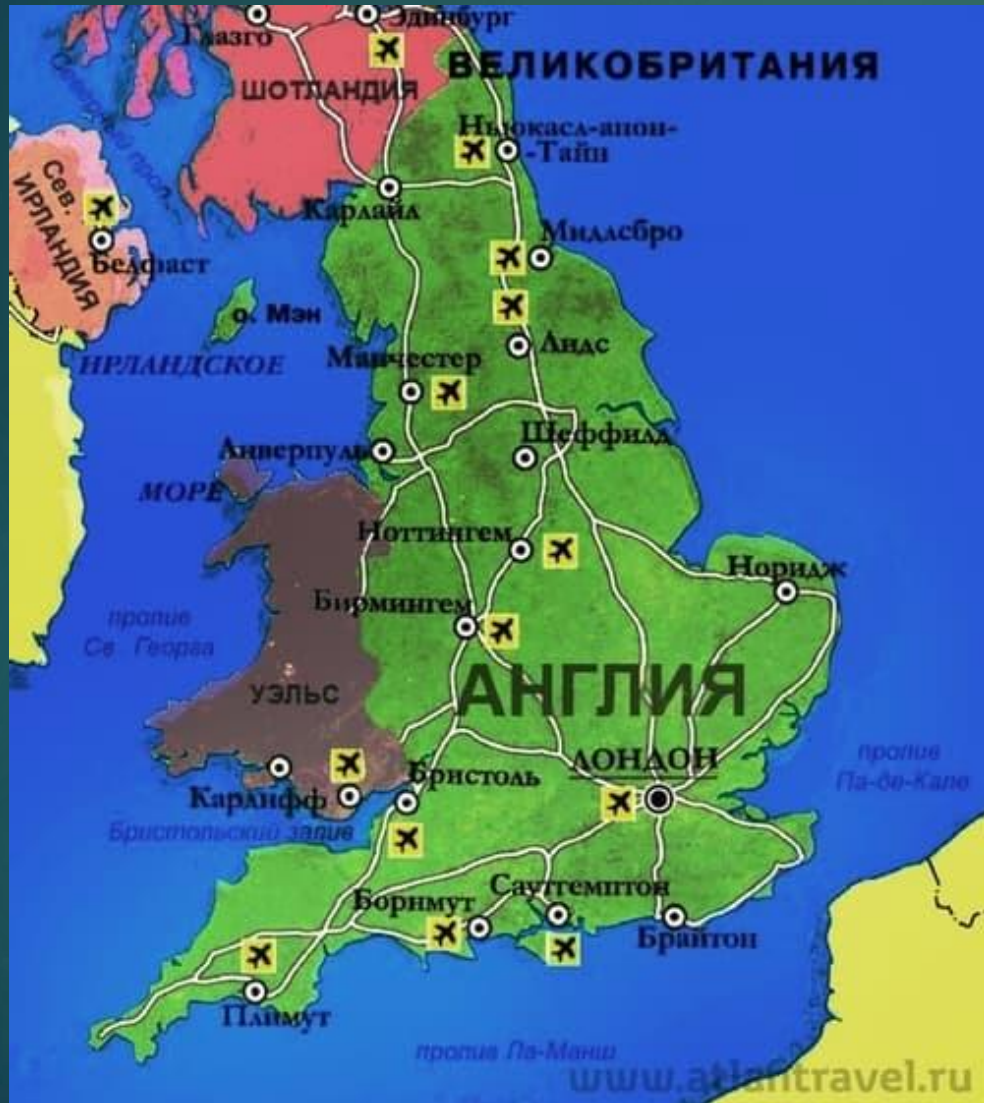 Глазго
Эдинбург
ВЕЛИКОБРИТАНИЯ
ШОТЛАНДИЯ
Ньюкасл-апон-
-Тайн
Сев.
ИРЛАНДИЯ
Карлайл
Мидлсбро
Белфаст
о. Мэн
Лидс
Манчестер
ИРЛАНДСКОЕ
Шеффилд
Ливерпуль
МОРЕ
Ноттингем
Норидж
Бирмингем
пролив
Св. Георга
АНГЛИЯ
УЭЛЬС
ЛОНДОН
пролив
Па-де-Кале
Бристоль
Кардифф
Бристольский залив
Саутгемптон
Борнмут
Брайтон
Плимут
пролив Ла-Манш
www.atlantravel.ru